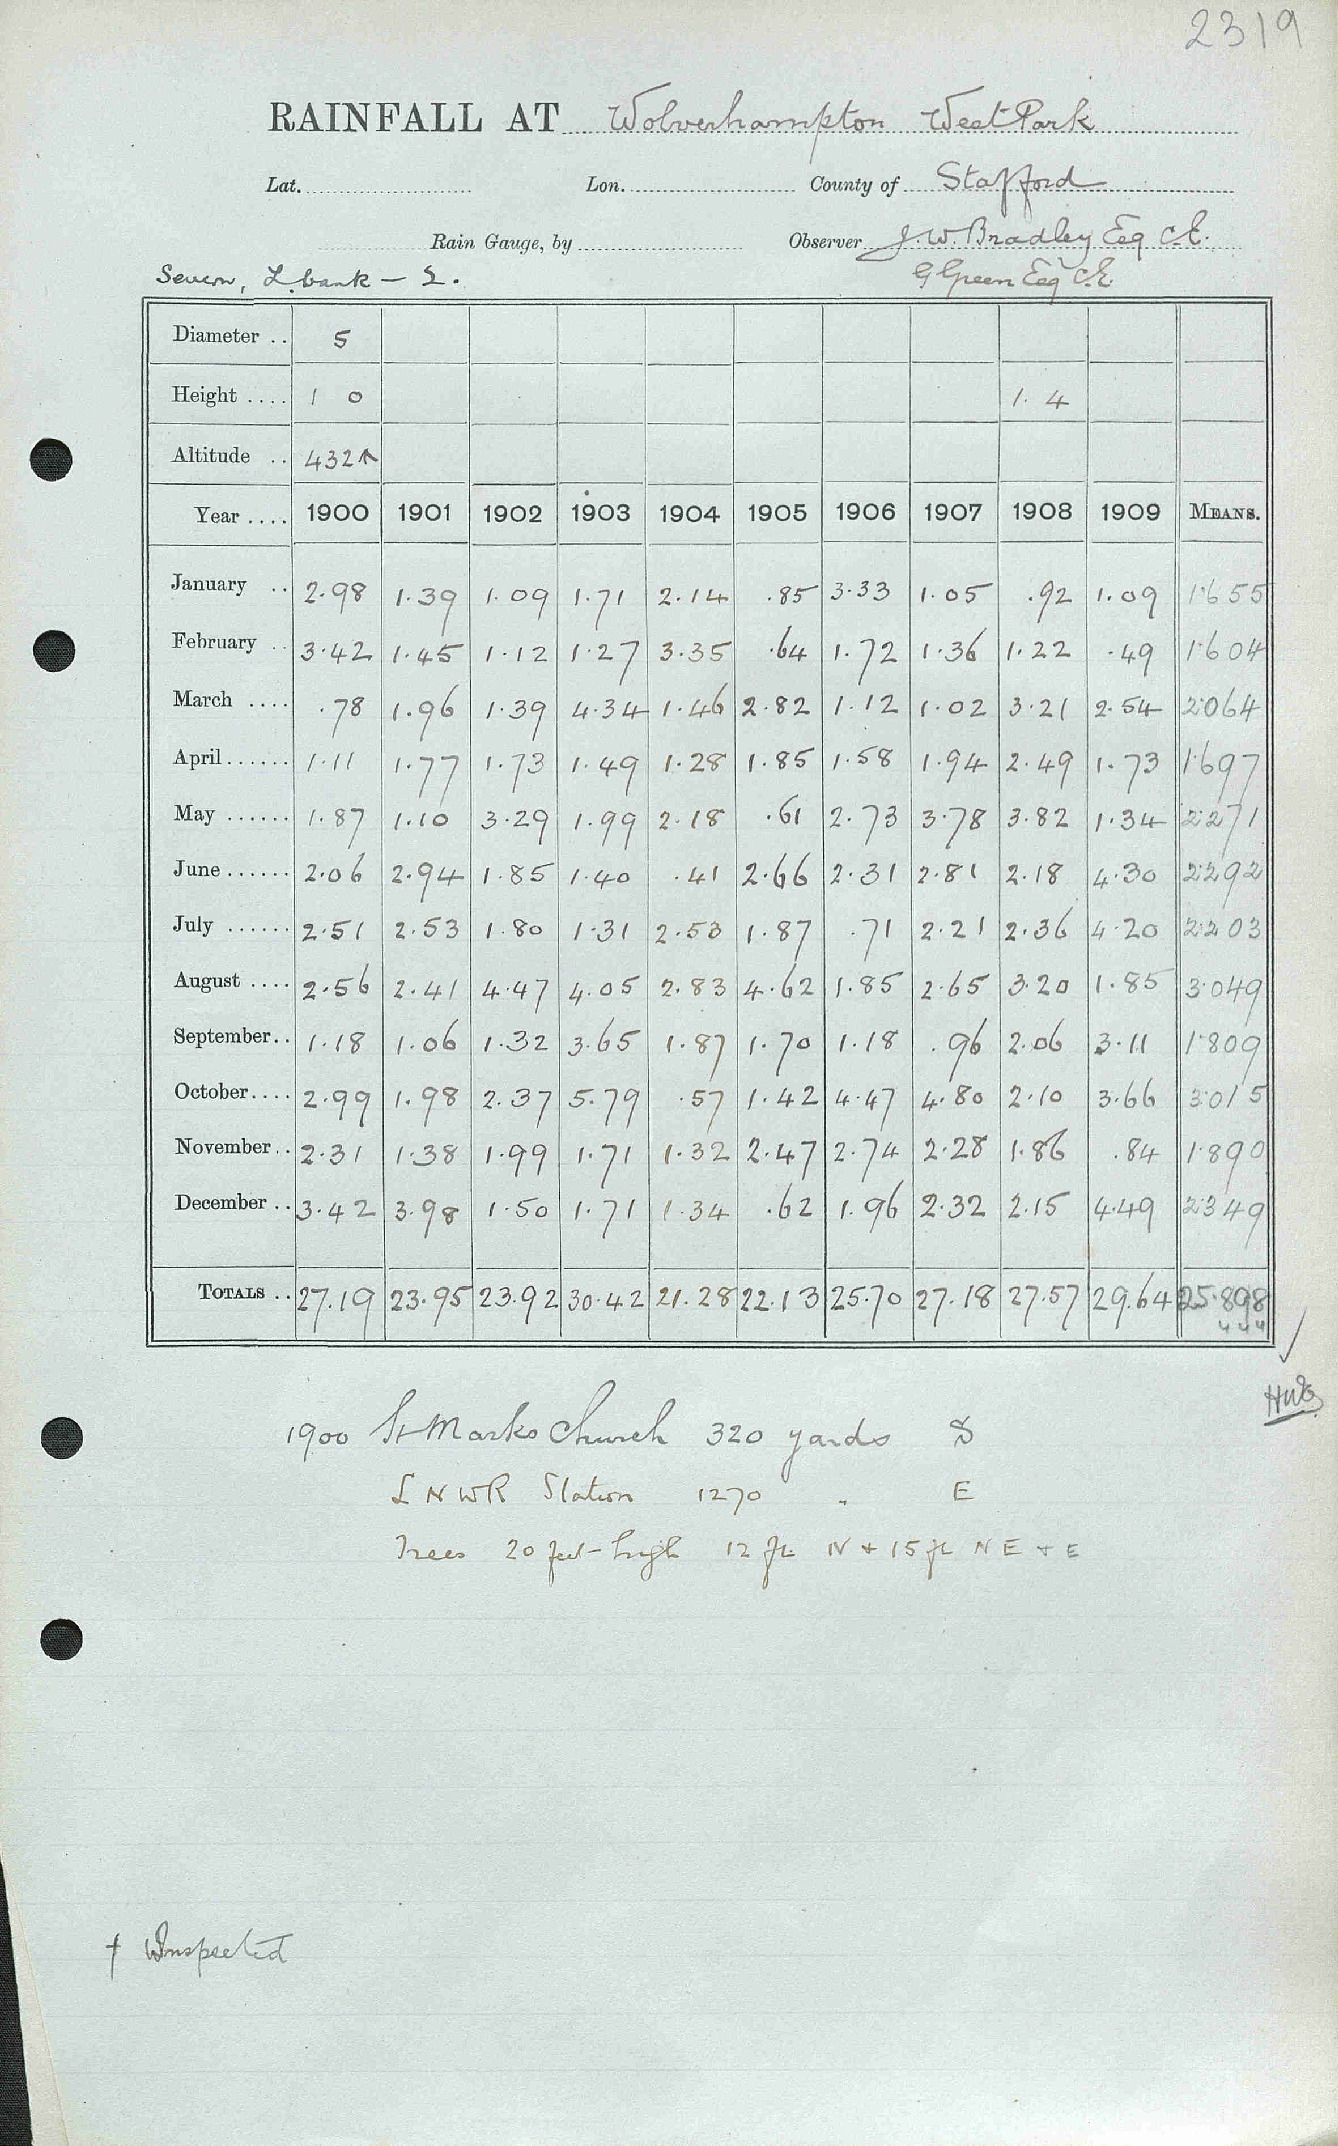 2319
RAINFALL AT Wolverhampton West Park
Lat. Lon. County of Stafford
Rain Gauge, by Observer J. W. Bradley Esq C.E.
Severn, L. bank – 2. G Green Esq C.E.
Diameter .. 5
Height .... 1 0 1. 4
Altitude .. 432
Year .... 1900 1901 1902 1903 1904 1905 1906 1907 1908 1909 MEANS.
January .. 2.98 1.39 1.09 1.71 2.14 .85 3.33 1.05 .92 1.09 1.655
February .. 3.42 1.45 1.12 1.27 3.35 .64 1.72 1.36 1.22 .49 1.604
March .... .78 1.96 1.39 4.34 1.46 2.82 1.12 1.02 3.21 2.54 2.064
April...... 1.11 1.77 1.73 1.49 1.28 1.85 1.58 1.94 2.49 1.73 1.697
May ...... 1.87 1.10 3.29 1.99 2.18 .61 2.73 3.78 3.82 1.34 2.271
June...... 2.06 2.94 1.85 1.40 .41 2.66 2.31 2.81 2.18 4.30 2.292
July ...... 2.51 2.53 1.80 1.31 2.53 1.87 .71 2.21 2.36 4.20 2.203
August .... 2.56 2.41 4.47 4.05 2.83 4.62 1.85 2.65 3.20 1.85 3.049
September.. 1.18 1.06 1.32 3.65 1.87 1.70 1.18 .96 2.06 3.11 1.809
October.... 2.99 1.98 2.37 5.79 .57 1.42 4.47 4.80 2.10 3.66 3.015
November.. 2.31 1.38 1.99 1.71 1.32 2.47 2.74 2.28 1.86 .84 1.890
December .. 3.42 3.98 1.50 1.71 1.34 .62 1.96 2.32 2.15 4.49 2.349
TOTALS .. 27.19 23.95 23.92 30.42 21.28 22.13 25.70 27.18 27.57 29.64 25.898
1900 St Marks Church 320 yards S
L N W R Station 1270 " E
Trees 20 feet high 12 ft N + 15 ft N E + E
† Inspected